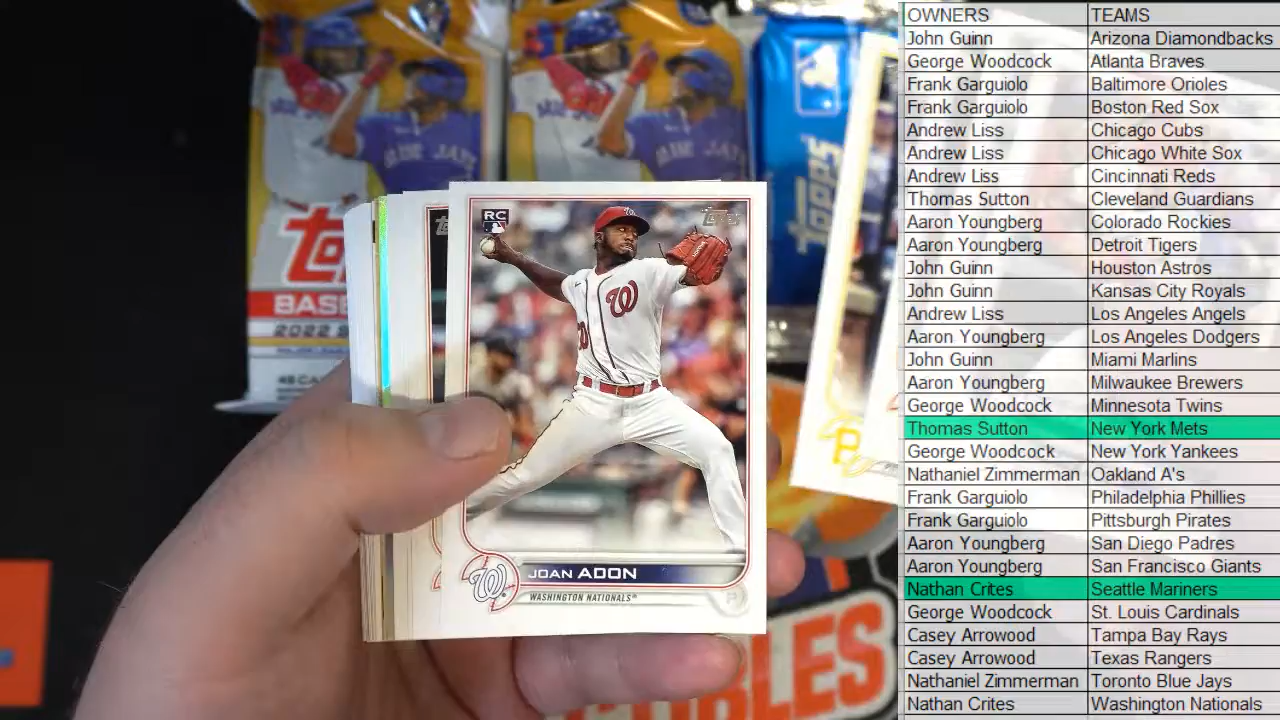 OWNERS TEAMS
John Guinn Arizona Diamondbacks
George Woodcock Atlanta Braves
Frank Garguiolo Baltimore Orioles
Frank Garguiolo Boston Red Sox
Andrew Liss Chicago Cubs
Andrew Liss Chicago White Sox
Andrew Liss Cincinnati Reds
Thomas Sutton Cleveland Guardians
Aaron Youngberg Colorado Rockies
Aaron Youngberg Detroit Tigers
John Guinn Houston Astros
John Guinn Kansas City Royals
Andrew Liss Los Angeles Angels
Aaron Youngberg Los Angeles Dodgers
John Guinn Miami Marlins
Aaron Youngberg Milwaukee Brewers
George Woodcock Minnesota Twins
Thomas Sutton New York Mets
George Woodcock New York Yankees
Nathaniel Zimmerman Oakland A's
Frank Garguiolo Philadelphia Phillies
Frank Garguiolo Pittsburgh Pirates
Aaron Youngberg San Diego Padres
Aaron Youngberg San Francisco Giants
Nathan Crites Seattle Mariners
George Woodcock St. Louis Cardinals
Casey Arrowood Tampa Bay Rays
Casey Arrowood Texas Rangers
Nathaniel Zimmerman Toronto Blue Jays
Nathan Crites Washington Nationals
RC
Topps
W
W
JOAN ADON
WASHINGTON NATIONALS
TOPPS
BASE
2022 S
B
IBLES